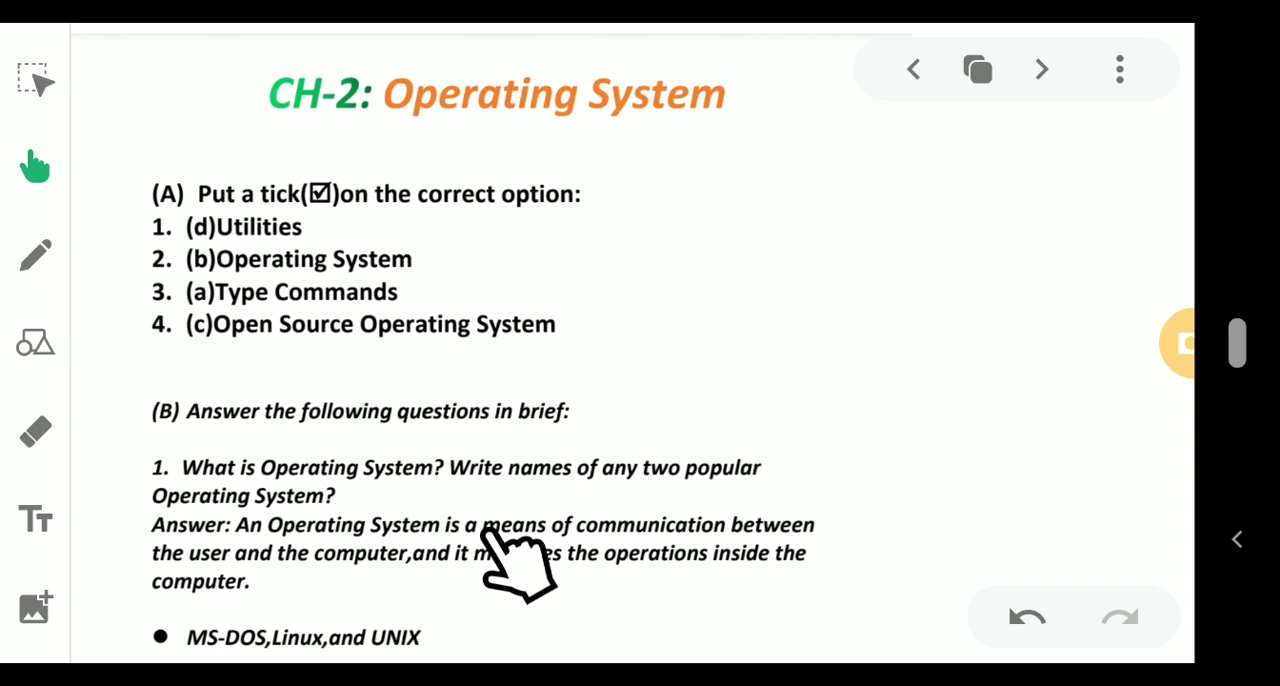 CH-2: Operating System
(A) Put a tick(☑)on the correct option:
1. (d)Utilities
2. (b)Operating System
3. (a)Type Commands
4. (c)Open Source Operating System
(B) Answer the following questions in brief:
1. What is Operating System? Write names of any two popular
Operating System?
Answer: An Operating System is a means of communication between
the user and the computer,and it the operations inside the
computer.
● MS-DOS,Linux,and UNIX
Tт